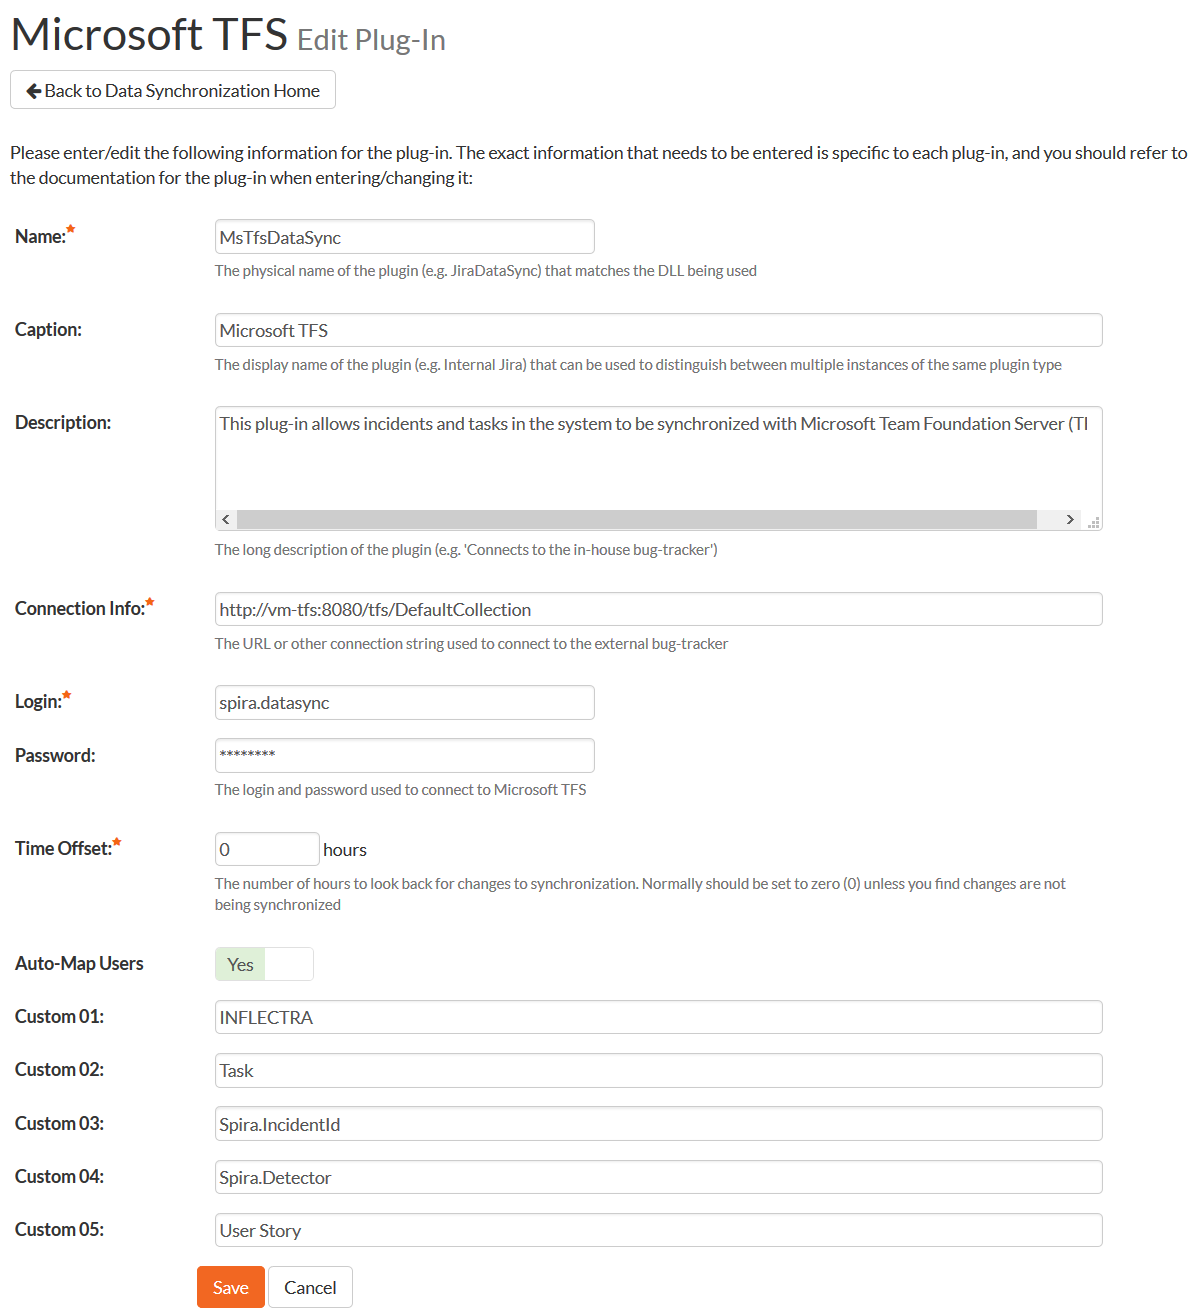 Microsoft TFS Edit Plug-In
Back to Data Synchronization Home
Please enter/edit the following information for the plug-in. The exact information that needs to be entered is specific to each plug-in, and you should refer to
the documentation for the plug-in when entering/changing it:
Name:*
MsTfsDataSync
The physical name of the plugin (e.g. JiraDataSync) that matches the DLL being used
Caption:
Microsoft TFS
The display name of the plugin (e.g. Internal Jira) that can be used to distinguish between multiple instances of the same plugin type
Description:
This plug-in allows incidents and tasks in the system to be synchronized with Microsoft Team Foundation Server (TF
The long description of the plugin (e.g. 'Connects to the in-house bug-tracker')
Connection Info:*
http://vm-tfs:8080/tfs/DefaultCollection
The URL or other connection string used to connect to the external bug-tracker
Login:*
spira.datasync
Password:
********
The login and password used to connect to Microsoft TFS
Time Offset:*
0 hours
The number of hours to look back for changes to synchronization. Normally should be set to zero (0) unless you find changes are not
being synchronized
Auto-Map Users
Yes
Custom 01:
INFLECTRA
Custom 02:
Task
Custom 03:
Spira.IncidentId
Custom 04:
Spira.Detector
Custom 05:
User Story
Save Cancel